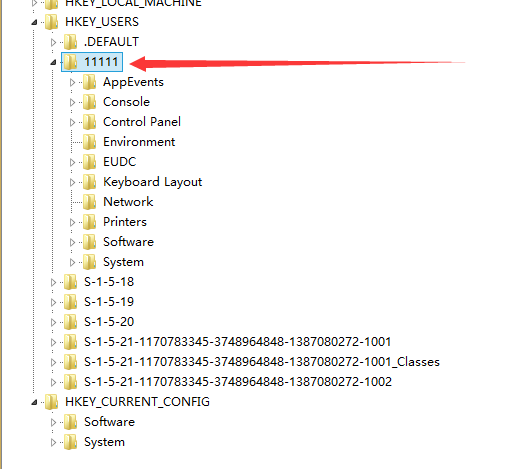 HKEY_LOCAL_MACHINE
HKEY_USERS
.DEFAULT
11111
AppEvents
Console
Control Panel
Environment
EUDC
Keyboard Layout
Network
Printers
Software
System
S-1-5-18
S-1-5-19
S-1-5-20
S-1-5-21-1170783345-3748964848-1387080272-1001
S-1-5-21-1170783345-3748964848-1387080272-1001_Classes
S-1-5-21-1170783345-3748964848-1387080272-1002
HKEY_CURRENT_CONFIG
Software
System